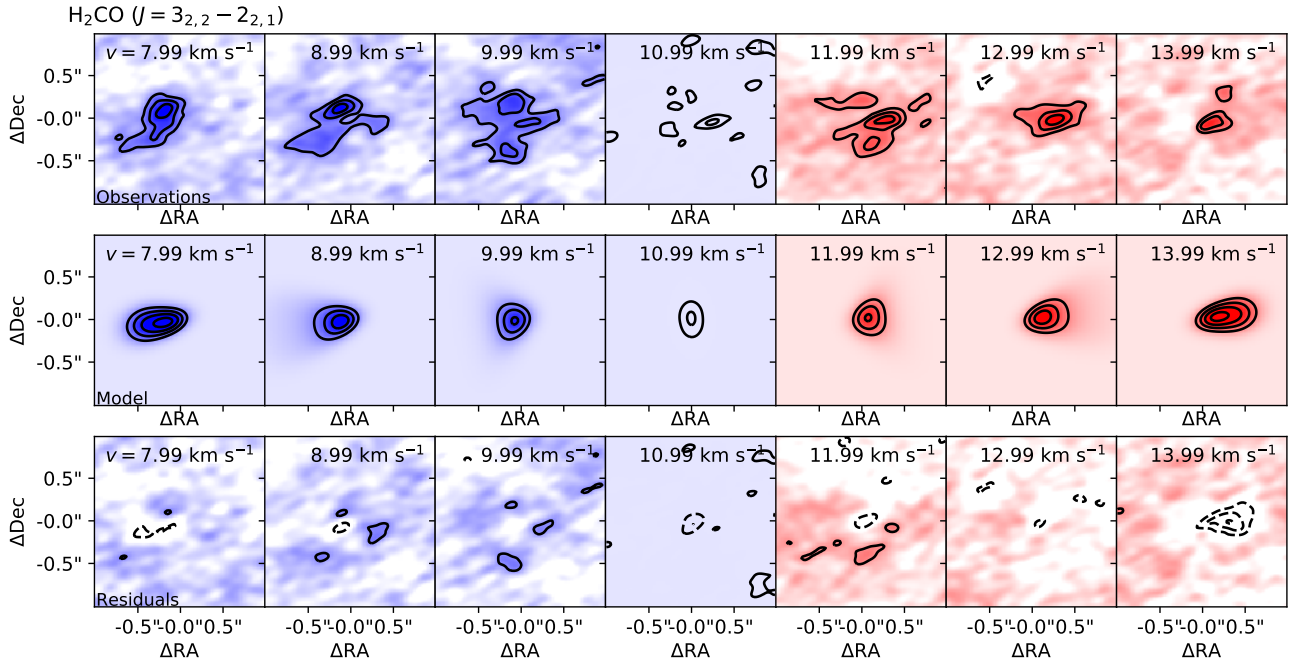 H₂CO (J = 3₂,₂ − 2₂,₁)
v = 7.99 km s⁻¹ 8.99 km s⁻¹ 9.99 km s⁻¹ 10.99 km s⁻¹ 11.99 km s⁻¹ 12.99 km s⁻¹ 13.99 km s⁻¹
0.5"
-0.0"
-0.5"
ΔDec
Observations
ΔRA ΔRA ΔRA ΔRA ΔRA ΔRA ΔRA
v = 7.99 km s⁻¹ 8.99 km s⁻¹ 9.99 km s⁻¹ 10.99 km s⁻¹ 11.99 km s⁻¹ 12.99 km s⁻¹ 13.99 km s⁻¹
0.5"
-0.0"
-0.5"
ΔDec
Model
ΔRA ΔRA ΔRA ΔRA ΔRA ΔRA ΔRA
v = 7.99 km s⁻¹ 8.99 km s⁻¹ 9.99 km s⁻¹ 10.99 km s⁻¹ 11.99 km s⁻¹ 12.99 km s⁻¹ 13.99 km s⁻¹
0.5"
-0.0"
-0.5"
ΔDec
Residuals
-0.5"-0.0"0.5" -0.5"-0.0"0.5" -0.5"-0.0"0.5" -0.5"-0.0"0.5" -0.5"-0.0"0.5" -0.5"-0.0"0.5" -0.5"-0.0"0.5"
ΔRA ΔRA ΔRA ΔRA ΔRA ΔRA ΔRA